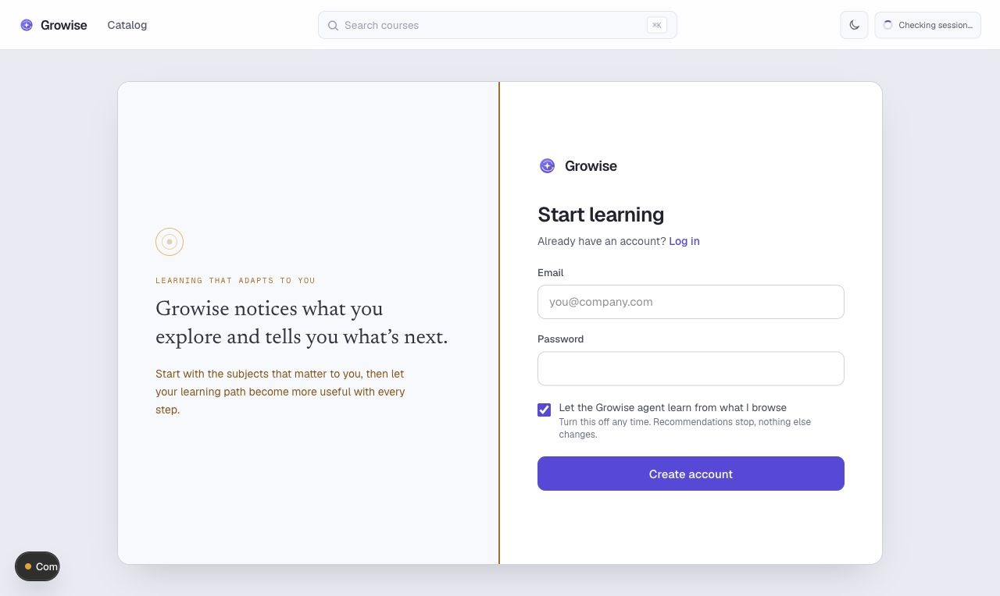 Growise
Catalog
Search courses
⌘K
Checking session…
LEARNING THAT ADAPTS TO YOU
Growise notices what you
explore and tells you what’s next.
Start with the subjects that matter to you, then let
your learning path become more useful with every
step.
Growise
Start learning
Already have an account? Log in
Email
you@company.com
Password
Let the Growise agent learn from what I browse
Turn this off any time. Recommendations stop, nothing else
changes.
Create account
Com